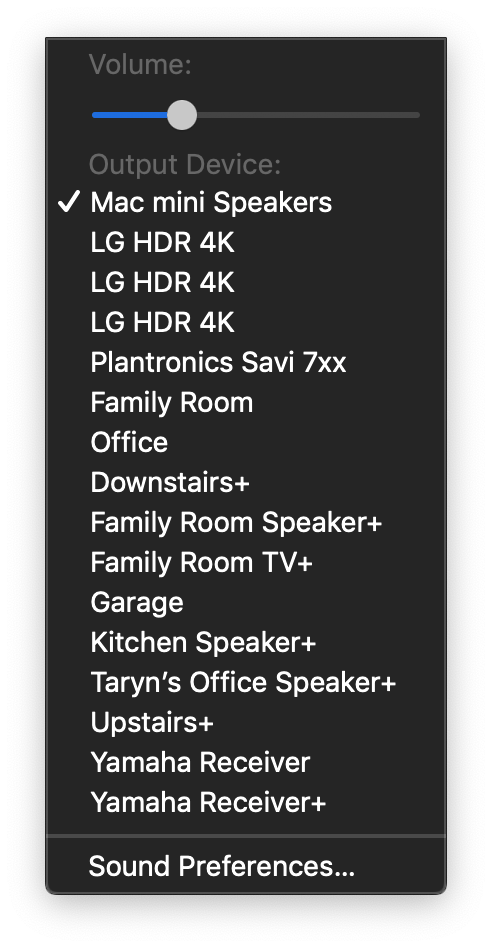 Volume:
Output Device:
✓ Mac mini Speakers
LG HDR 4K
LG HDR 4K
LG HDR 4K
Plantronics Savi 7xx
Family Room
Office
Downstairs+
Family Room Speaker+
Family Room TV+
Garage
Kitchen Speaker+
Taryn’s Office Speaker+
Upstairs+
Yamaha Receiver
Yamaha Receiver+
Sound Preferences...